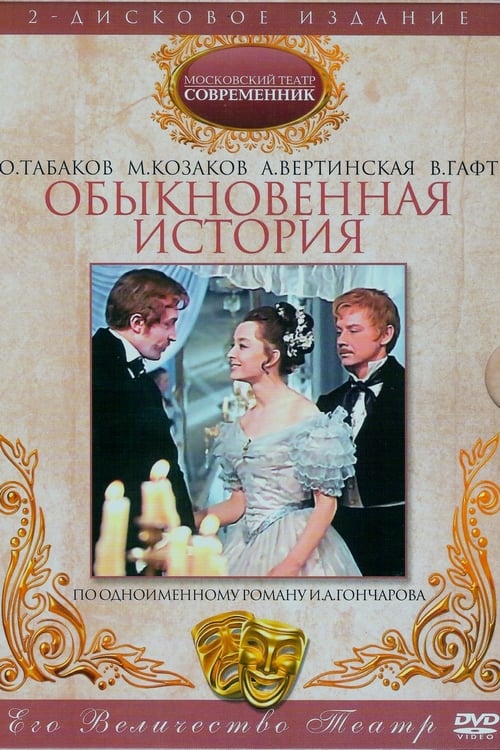 2-ДИСКОВОЕ ИЗДАНИЕ
МОСКОВСКИЙ ТЕАТР
СОВРЕМЕННИК
О.ТАБАКОВ М.КОЗАКОВ А.ВЕРТИНСКАЯ В.ГАФТ
ОБЫКНОВЕННАЯ
ИСТОРИЯ
ПО ОДНОИМЕННОМУ РОМАНУ И.А.ГОНЧАРОВА
Его Величество Театр
DVD
VIDEO